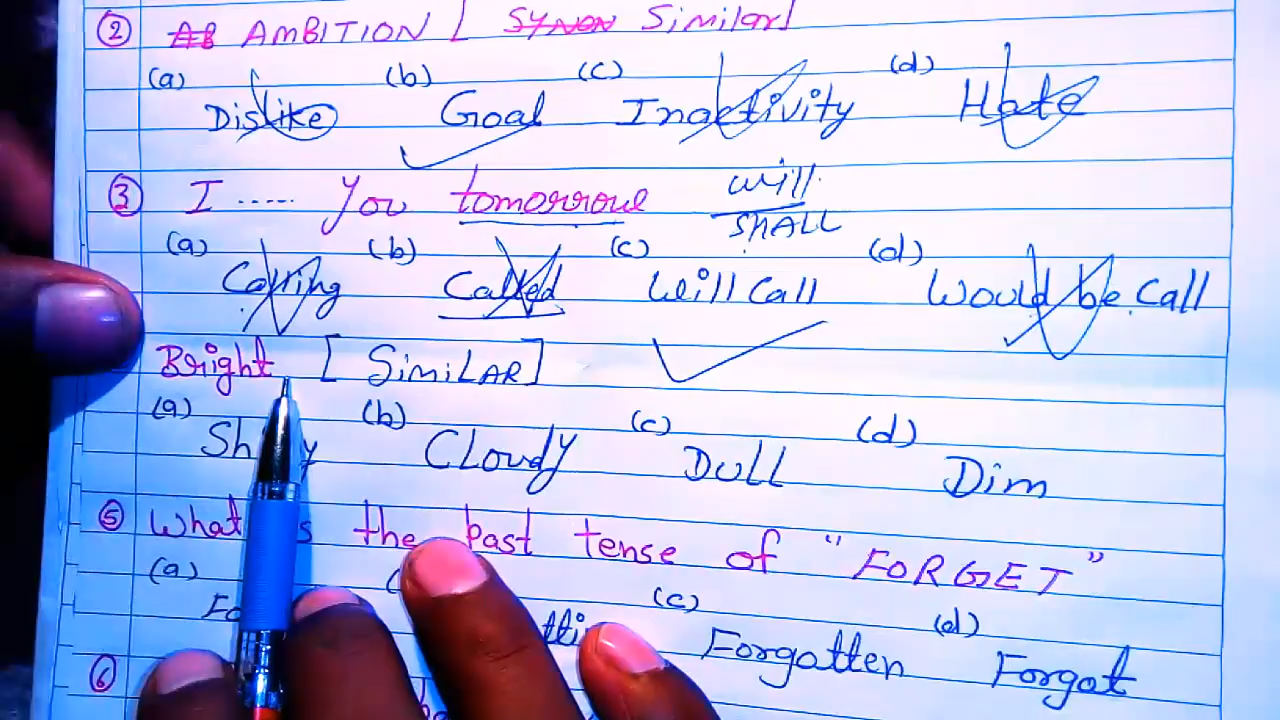 ② AMBITION [ Similar]
(a) Dislike (b) Goal (c) Inactivity (d) Hate
③ I ..... You tomorrow will
SHALL
(a) Calling (b) Called (c) Will Call (d) Would be Call
Bright [ SimiLAR]
(a) (b) CLoudy (c) DuLL (d) Dim
⑤ What the past tense of "FORGET"
(a) (c) Forgotten (d) Forgot
⑥